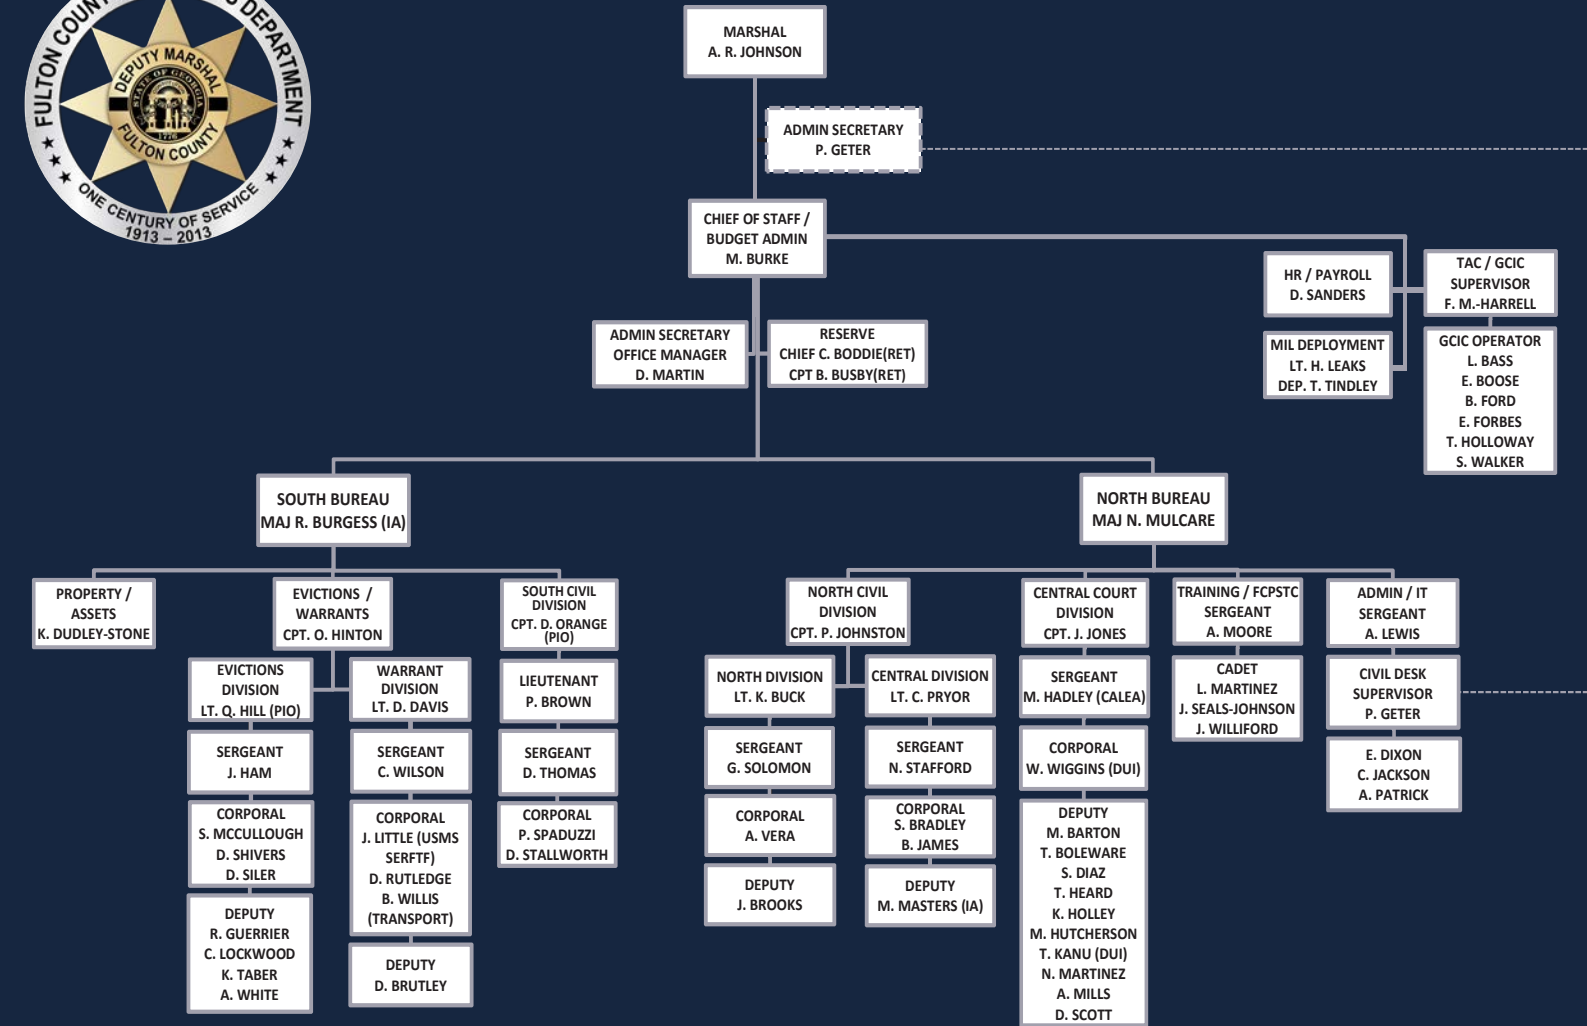 FULTON COUNTY
DEPARTMENT
DEPUTY MARSHAL
STATE OF GEORGIA
1776
FULTON COUNTY
ONE CENTURY OF SERVICE
1913 – 2013
MARSHAL
A. R. JOHNSON
ADMIN SECRETARY
P. GETER
CHIEF OF STAFF /
BUDGET ADMIN
M. BURKE
HR / PAYROLL
D. SANDERS
TAC / GCIC
SUPERVISOR
F. M.-HARRELL
ADMIN SECRETARY
OFFICE MANAGER
D. MARTIN
RESERVE
CHIEF C. BODDIE(RET)
CPT B. BUSBY(RET)
MIL DEPLOYMENT
LT. H. LEAKS
DEP. T. TINDLEY
GCIC OPERATOR
L. BASS
E. BOOSE
B. FORD
E. FORBES
T. HOLLOWAY
S. WALKER
SOUTH BUREAU
MAJ R. BURGESS (IA)
NORTH BUREAU
MAJ N. MULCARE
PROPERTY /
ASSETS
K. DUDLEY-STONE
EVICTIONS /
WARRANTS
CPT. O. HINTON
SOUTH CIVIL
DIVISION
CPT. D. ORANGE
(PIO)
EVICTIONS
DIVISION
LT. Q. HILL (PIO)
WARRANT
DIVISION
LT. D. DAVIS
LIEUTENANT
P. BROWN
SERGEANT
J. HAM
SERGEANT
C. WILSON
SERGEANT
D. THOMAS
CORPORAL
S. MCCULLOUGH
D. SHIVERS
D. SILER
CORPORAL
J. LITTLE (USMS
SERFTF)
D. RUTLEDGE
B. WILLIS
(TRANSPORT)
CORPORAL
P. SPADUZZI
D. STALLWORTH
DEPUTY
R. GUERRIER
C. LOCKWOOD
K. TABER
A. WHITE
DEPUTY
D. BRUTLEY
NORTH CIVIL
DIVISION
CPT. P. JOHNSTON
CENTRAL COURT
DIVISION
CPT. J. JONES
TRAINING / FCPSTC
SERGEANT
A. MOORE
ADMIN / IT
SERGEANT
A. LEWIS
NORTH DIVISION
LT. K. BUCK
CENTRAL DIVISION
LT. C. PRYOR
SERGEANT
M. HADLEY (CALEA)
CADET
L. MARTINEZ
J. SEALS-JOHNSON
J. WILLIFORD
CIVIL DESK
SUPERVISOR
P. GETER
SERGEANT
G. SOLOMON
SERGEANT
N. STAFFORD
CORPORAL
W. WIGGINS (DUI)
E. DIXON
C. JACKSON
A. PATRICK
CORPORAL
A. VERA
CORPORAL
S. BRADLEY
B. JAMES
DEPUTY
M. BARTON
T. BOLEWARE
S. DIAZ
T. HEARD
K. HOLLEY
M. HUTCHERSON
T. KANU (DUI)
N. MARTINEZ
A. MILLS
D. SCOTT
DEPUTY
J. BROOKS
DEPUTY
M. MASTERS (IA)